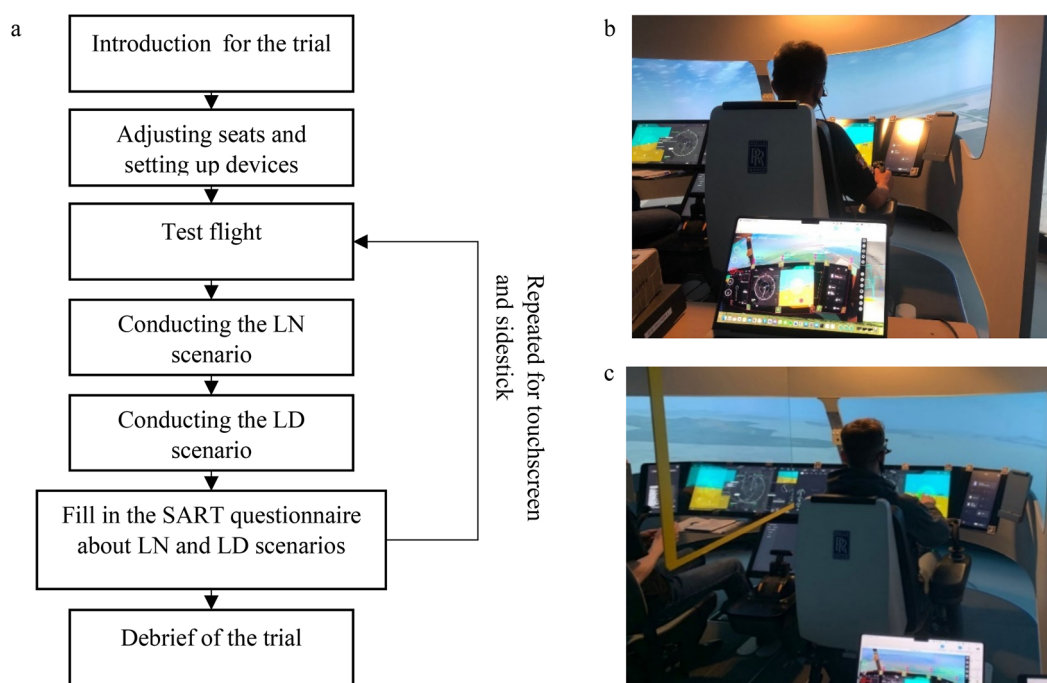 a
Introduction for the trial
Adjusting seats and
setting up devices
Test flight
Conducting the LN
scenario
Conducting the LD
scenario
Fill in the SART questionnaire
about LN and LD scenarios
Debrief of the trial
Repeated for touchscreen
and sidestick
b
c